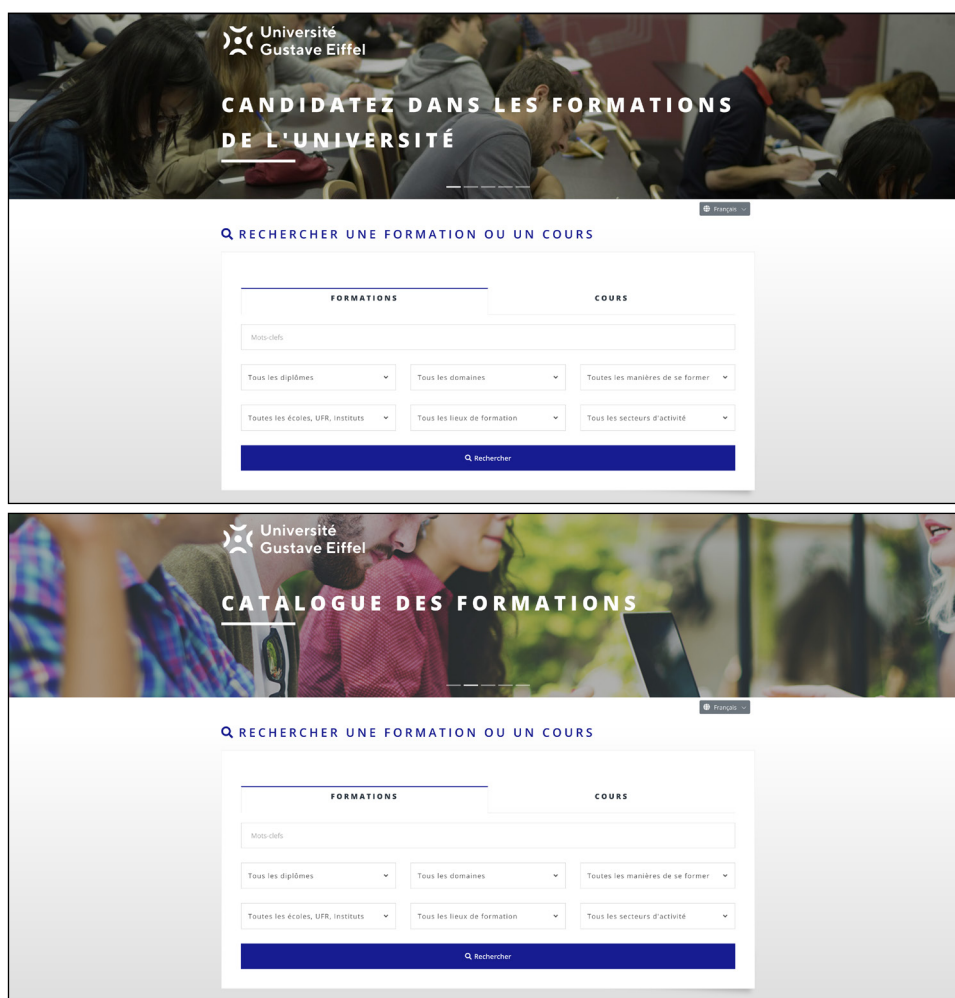 Université
Gustave Eiffel
CANDIDATEZ DANS LES FORMATIONS
DE L'UNIVERSITÉ
Français
RECHERCHER UNE FORMATION OU UN COURS
FORMATIONS COURS
Mots-clefs
Tous les diplômes Tous les domaines Toutes les manières de se former
Toutes les écoles, UFR, Instituts Tous les lieux de formation Tous les secteurs d'activité
Rechercher
Université
Gustave Eiffel
CATALOGUE DES FORMATIONS
Français
RECHERCHER UNE FORMATION OU UN COURS
FORMATIONS COURS
Mots-clefs
Tous les diplômes Tous les domaines Toutes les manières de se former
Toutes les écoles, UFR, Instituts Tous les lieux de formation Tous les secteurs d'activité
Rechercher